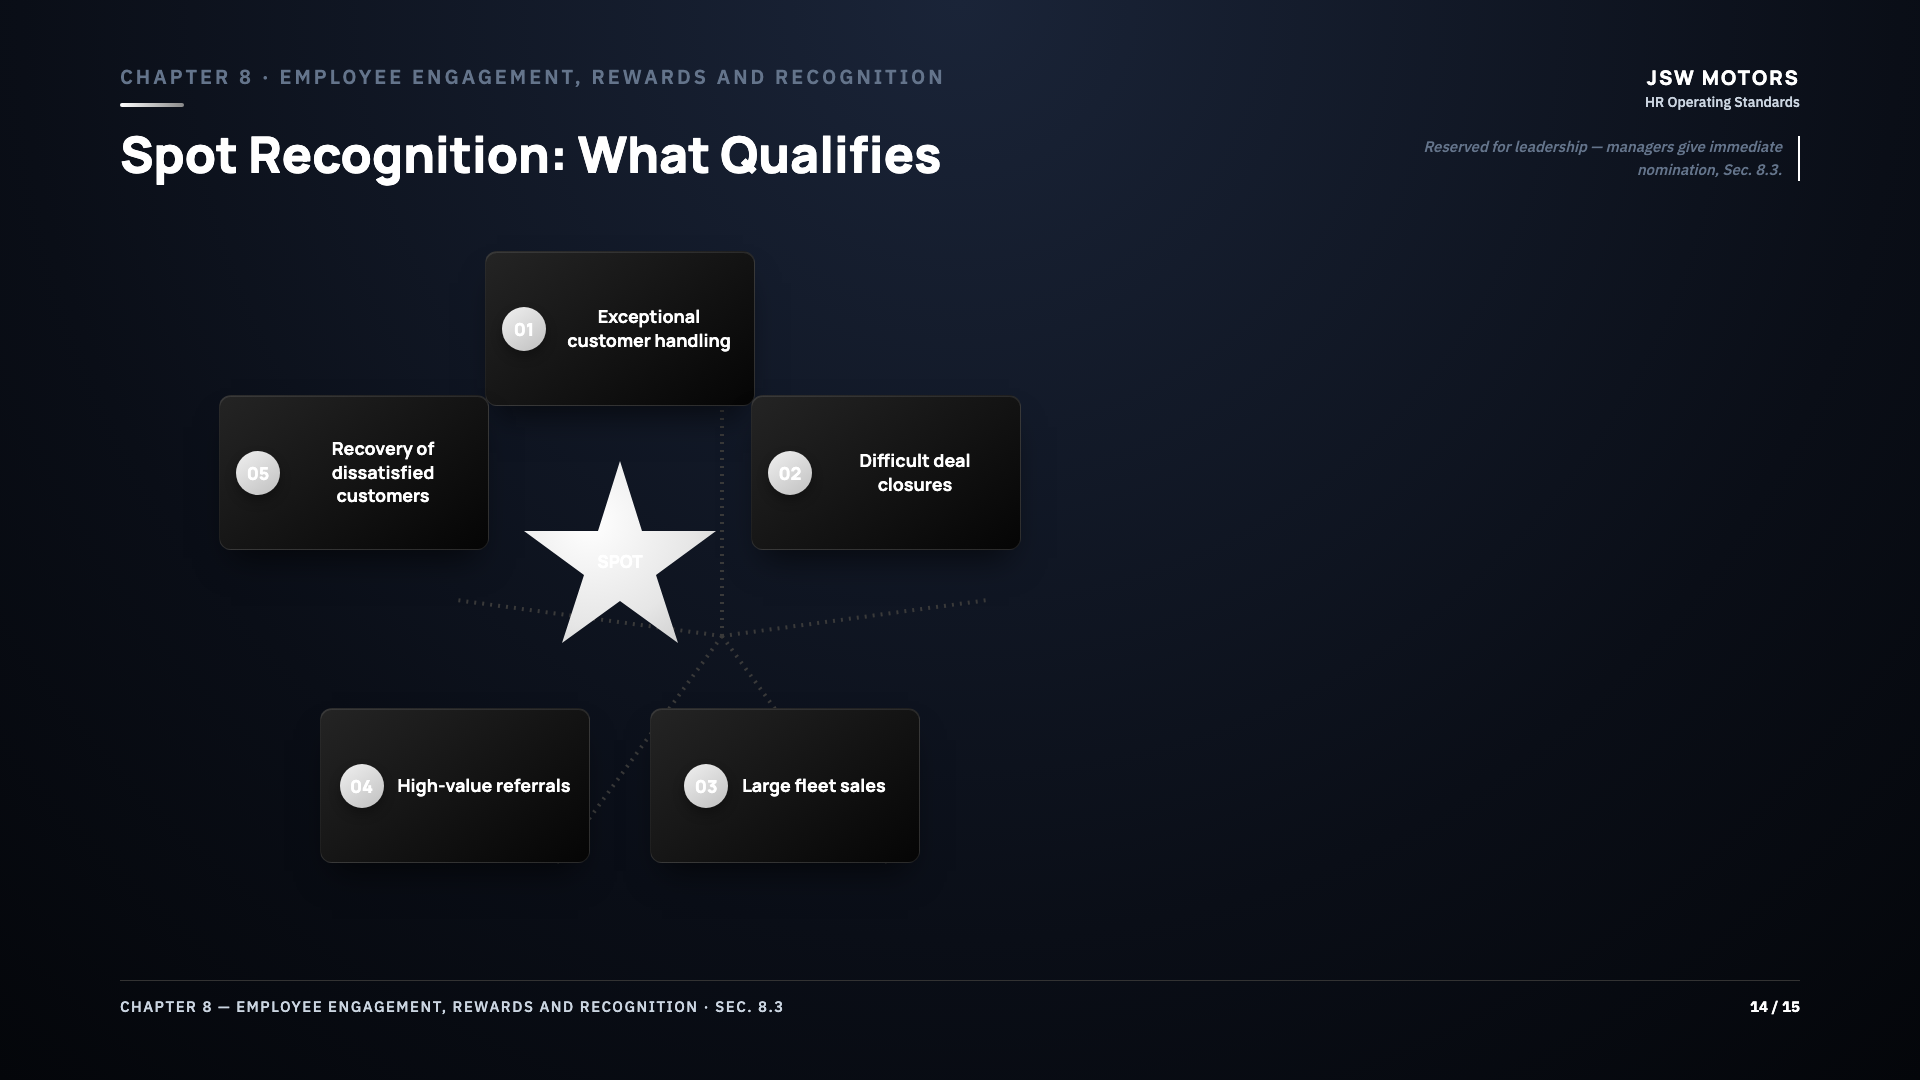 CHAPTER 8 · EMPLOYEE ENGAGEMENT, REWARDS AND RECOGNITION
JSW MOTORS
HR Operating Standards
Spot Recognition: What Qualifies
Reserved for leadership — managers give immediate
nomination, Sec. 8.3.
01
Exceptional
customer handling
05
Recovery of
dissatisfied
customers
02
Difficult deal
closures
SPOT
04
High-value referrals
03
Large fleet sales
CHAPTER 8 — EMPLOYEE ENGAGEMENT, REWARDS AND RECOGNITION · SEC. 8.3
14 / 15